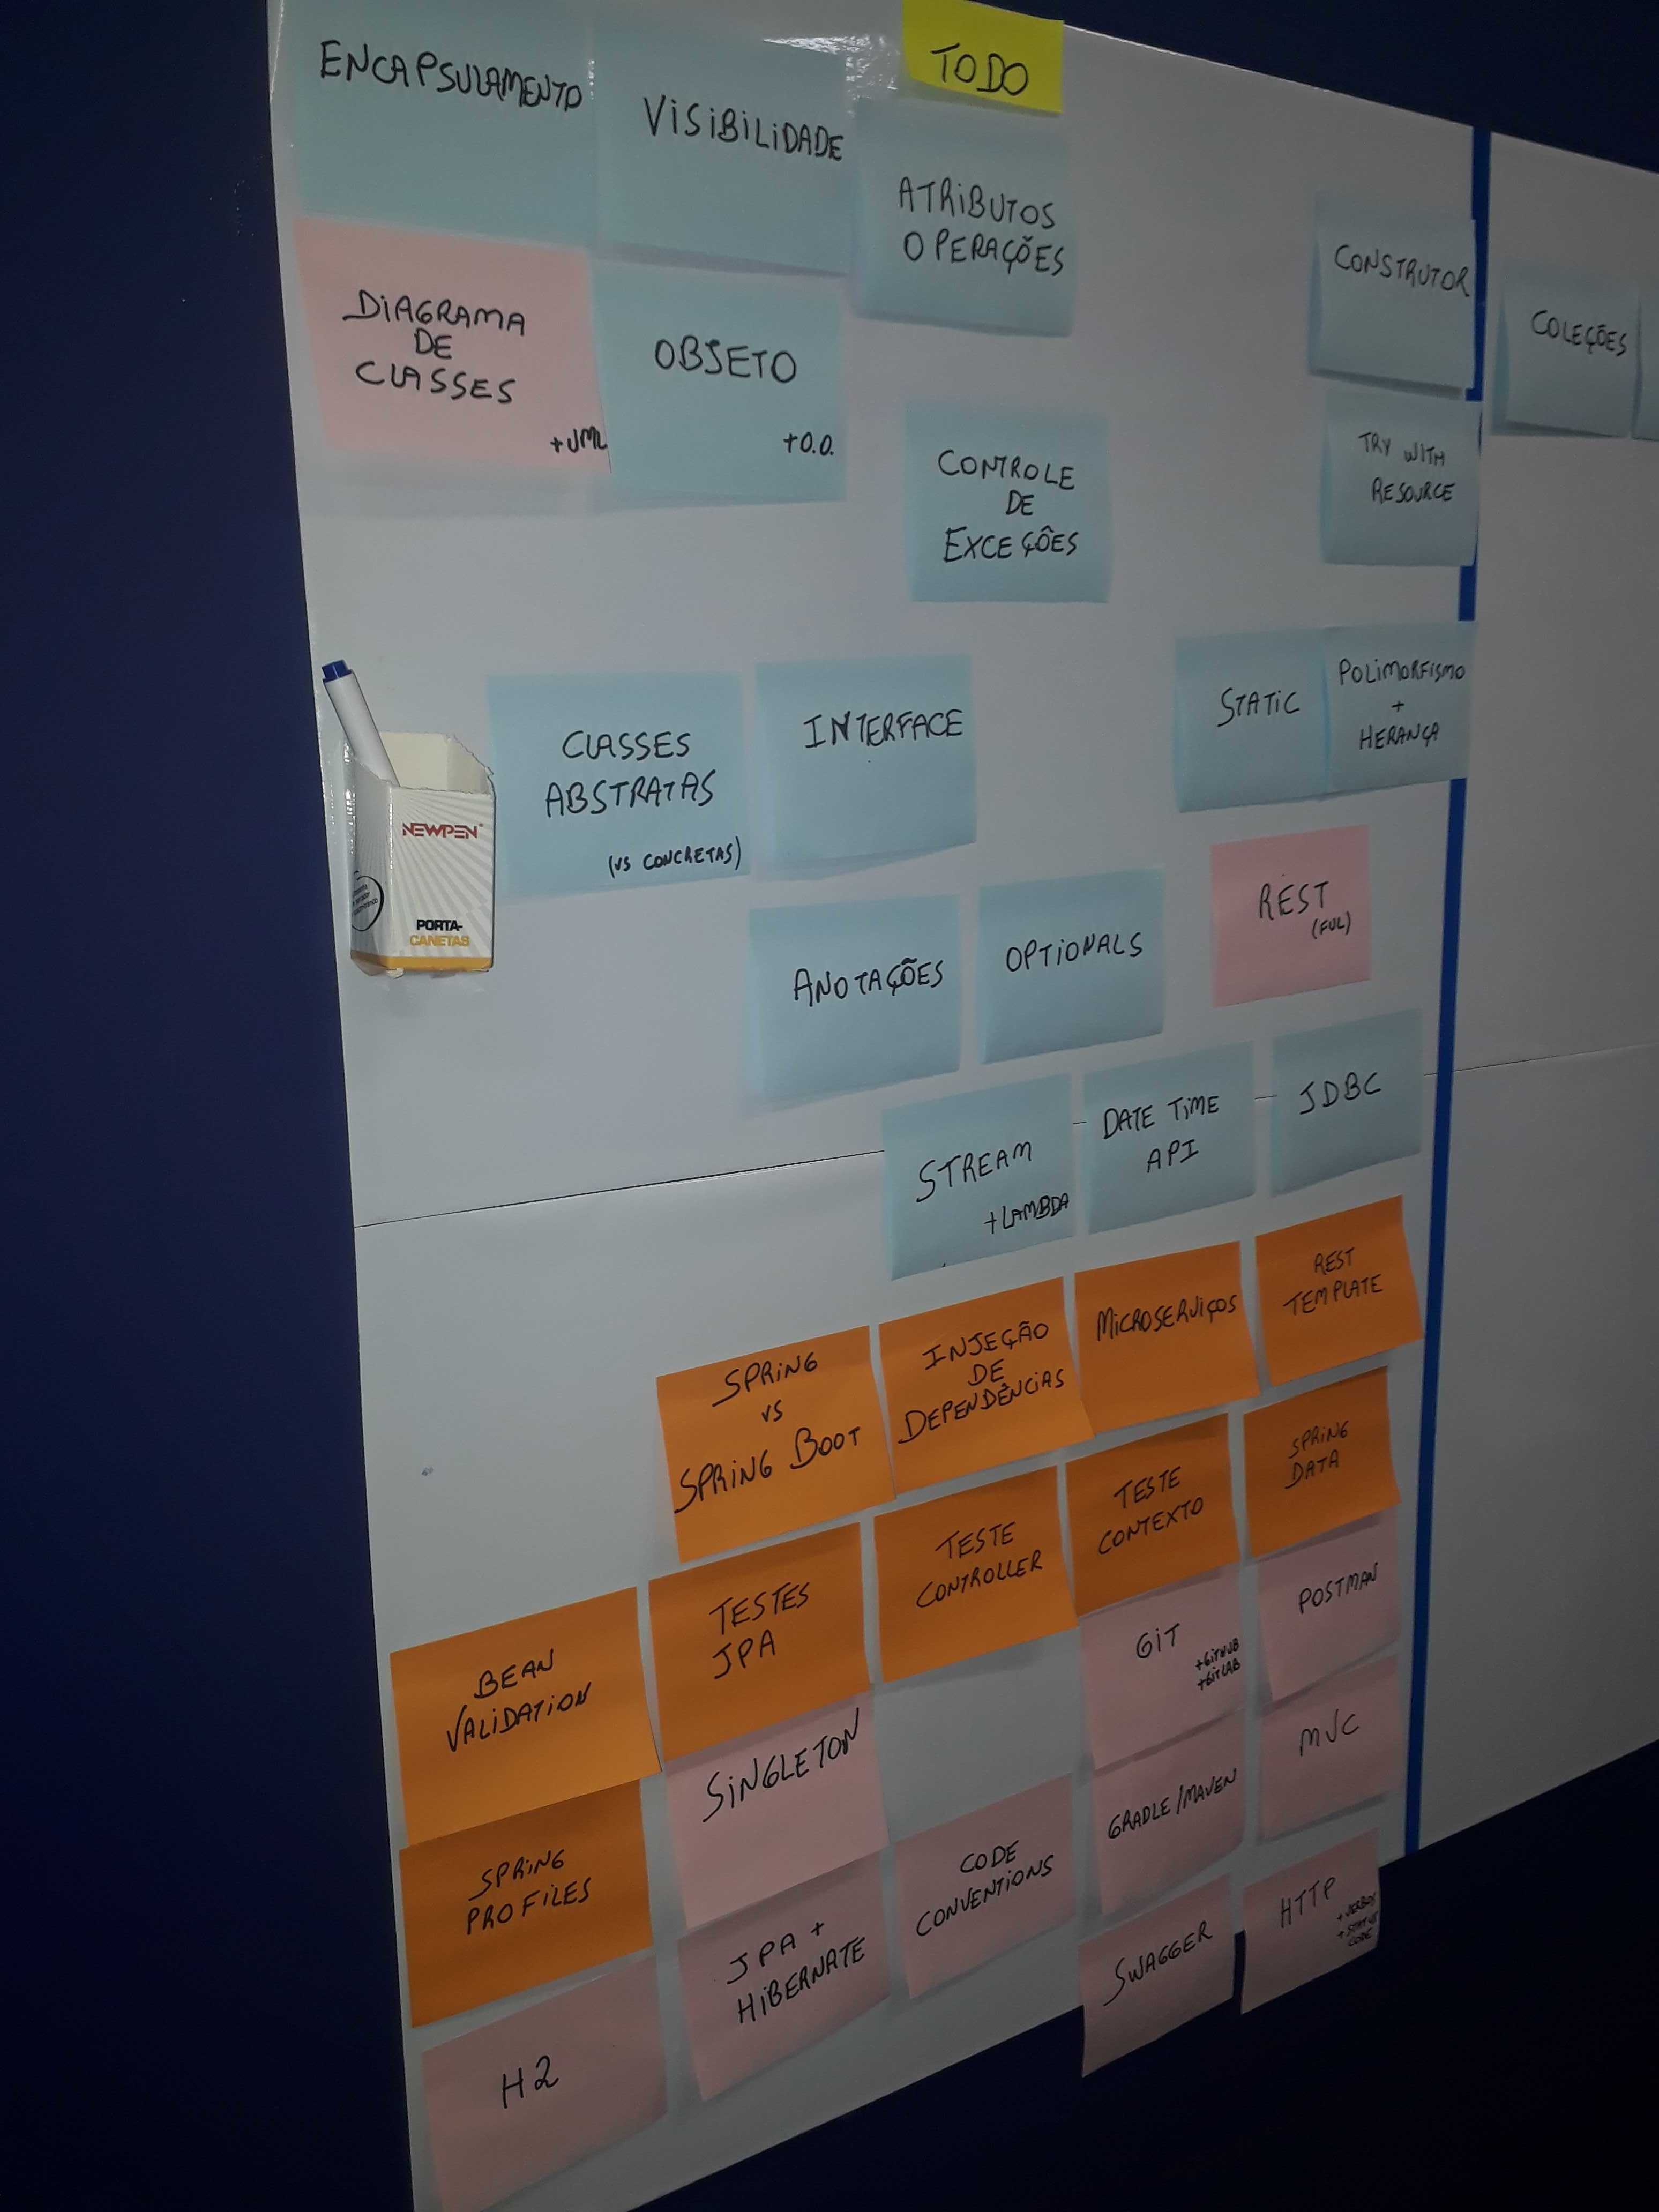 TODO
ENCAPSULAMENTO
VISIBILIDADE
ATRIBUTOS
OPERAÇÕES
CONSTRUTOR
COLEÇÕES
DIAGRAMA
DE
CLASSES
+UML
OBJETO
+O.O.
CONTROLE
DE
EXCEÇÕES
TRY WITH
RESOURCE
CLASSES
ABSTRATAS
(VS CONCRETAS)
INTERFACE
STATIC
POLIMORFISMO
+
HERANÇA
NEWPEN
PORTA-
CANETAS
ANOTAÇÕES
OPTIONALS
REST
(FUL)
STREAM
+LAMBDA
DATE TIME
API
JDBC
SPRING
VS
SPRING BOOT
INJEÇÃO
DE
DEPENDÊNCIAS
MICROSERVIÇOS
REST
TEMPLATE
BEAN
VALIDATION
TESTES
JPA
TESTE
CONTROLLER
TESTE
CONTEXTO
SPRING
DATA
SPRING
PROFILES
SINGLETON
GIT
+GITHUB
+GITLAB
POSTMAN
H2
JPA +
HIBERNATE
CODE
CONVENTIONS
GRADLE/MAVEN
MVC
SWAGGER
HTTP
+VERBOS
+STATUS
CODE